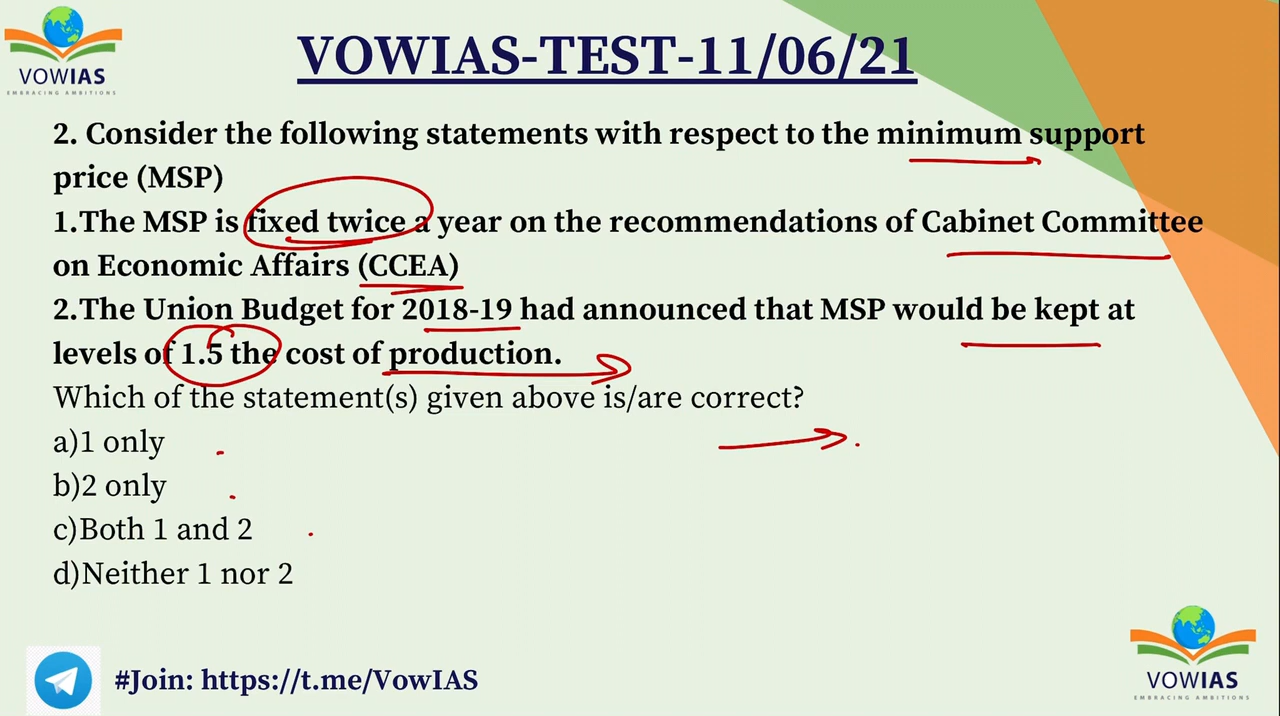 VOWIAS
EMBRACING AMBITIONS
VOWIAS-TEST-11/06/21
2. Consider the following statements with respect to the minimum support
price (MSP)
1.The MSP is fixed twice a year on the recommendations of Cabinet Committee
on Economic Affairs (CCEA)
2.The Union Budget for 2018-19 had announced that MSP would be kept at
levels of 1.5 the cost of production.
Which of the statement(s) given above is/are correct?
a)1 only
b)2 only
c)Both 1 and 2
d)Neither 1 nor 2
#Join: https://t.me/VowIAS
VOWIAS
EMBRACING AMBITIONS